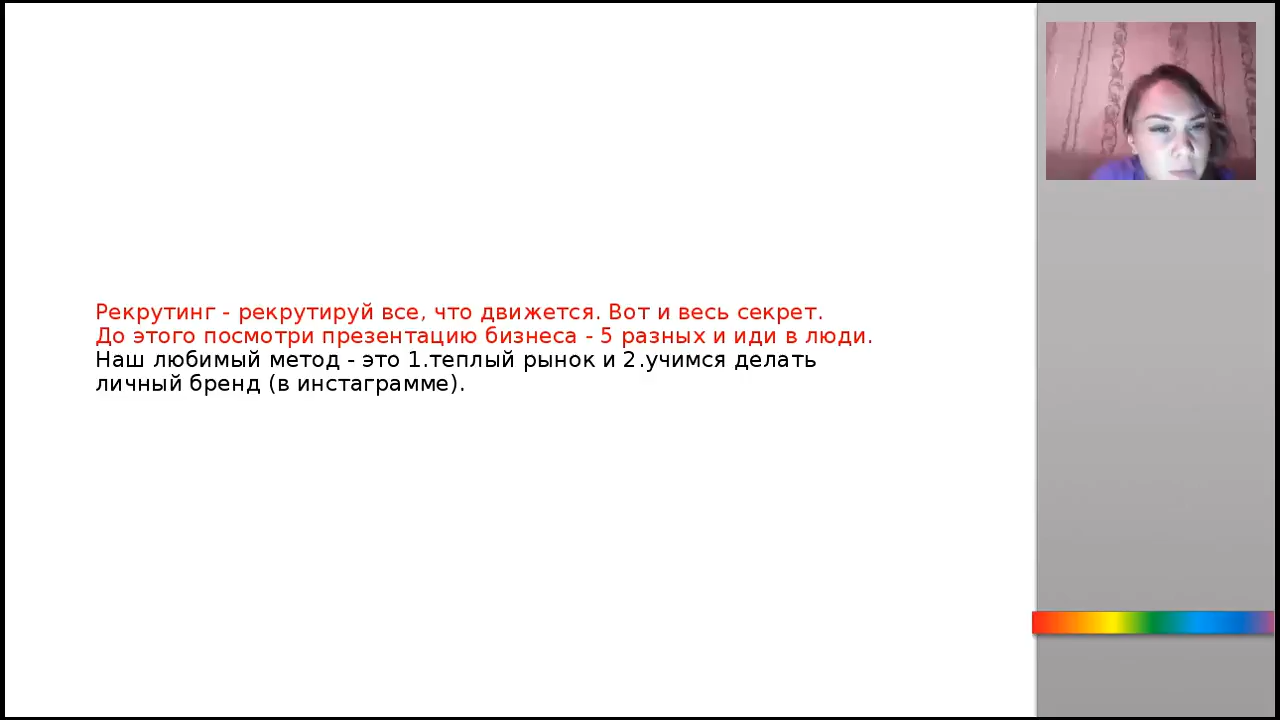 Рекрутинг - рекрутируй все, что движется. Вот и весь секрет.
До этого посмотри презентацию бизнеса - 5 разных и иди в люди.
Наш любимый метод - это 1.теплый рынок и 2.учимся делать
личный бренд (в инстаграмме).